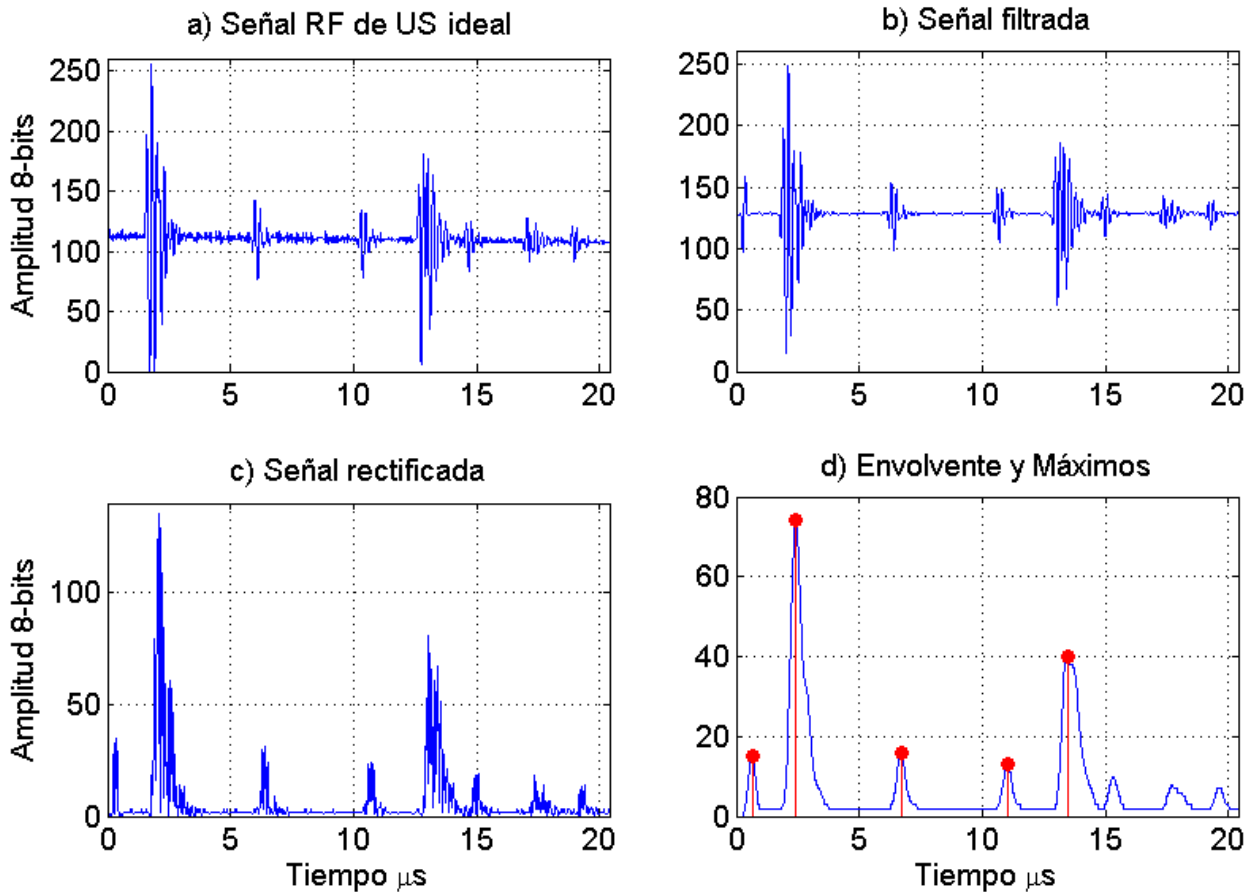 a) Señal RF de US ideal
Amplitud 8-bits
250
200
150
100
50
0
0 5 10 15 20
b) Señal filtrada
250
200
150
100
50
0
0 5 10 15 20
c) Señal rectificada
Amplitud 8-bits
100
50
0
0 5 10 15 20
Tiempo μs
d) Envolvente y Máximos
80
60
40
20
0
0 5 10 15 20
Tiempo μs